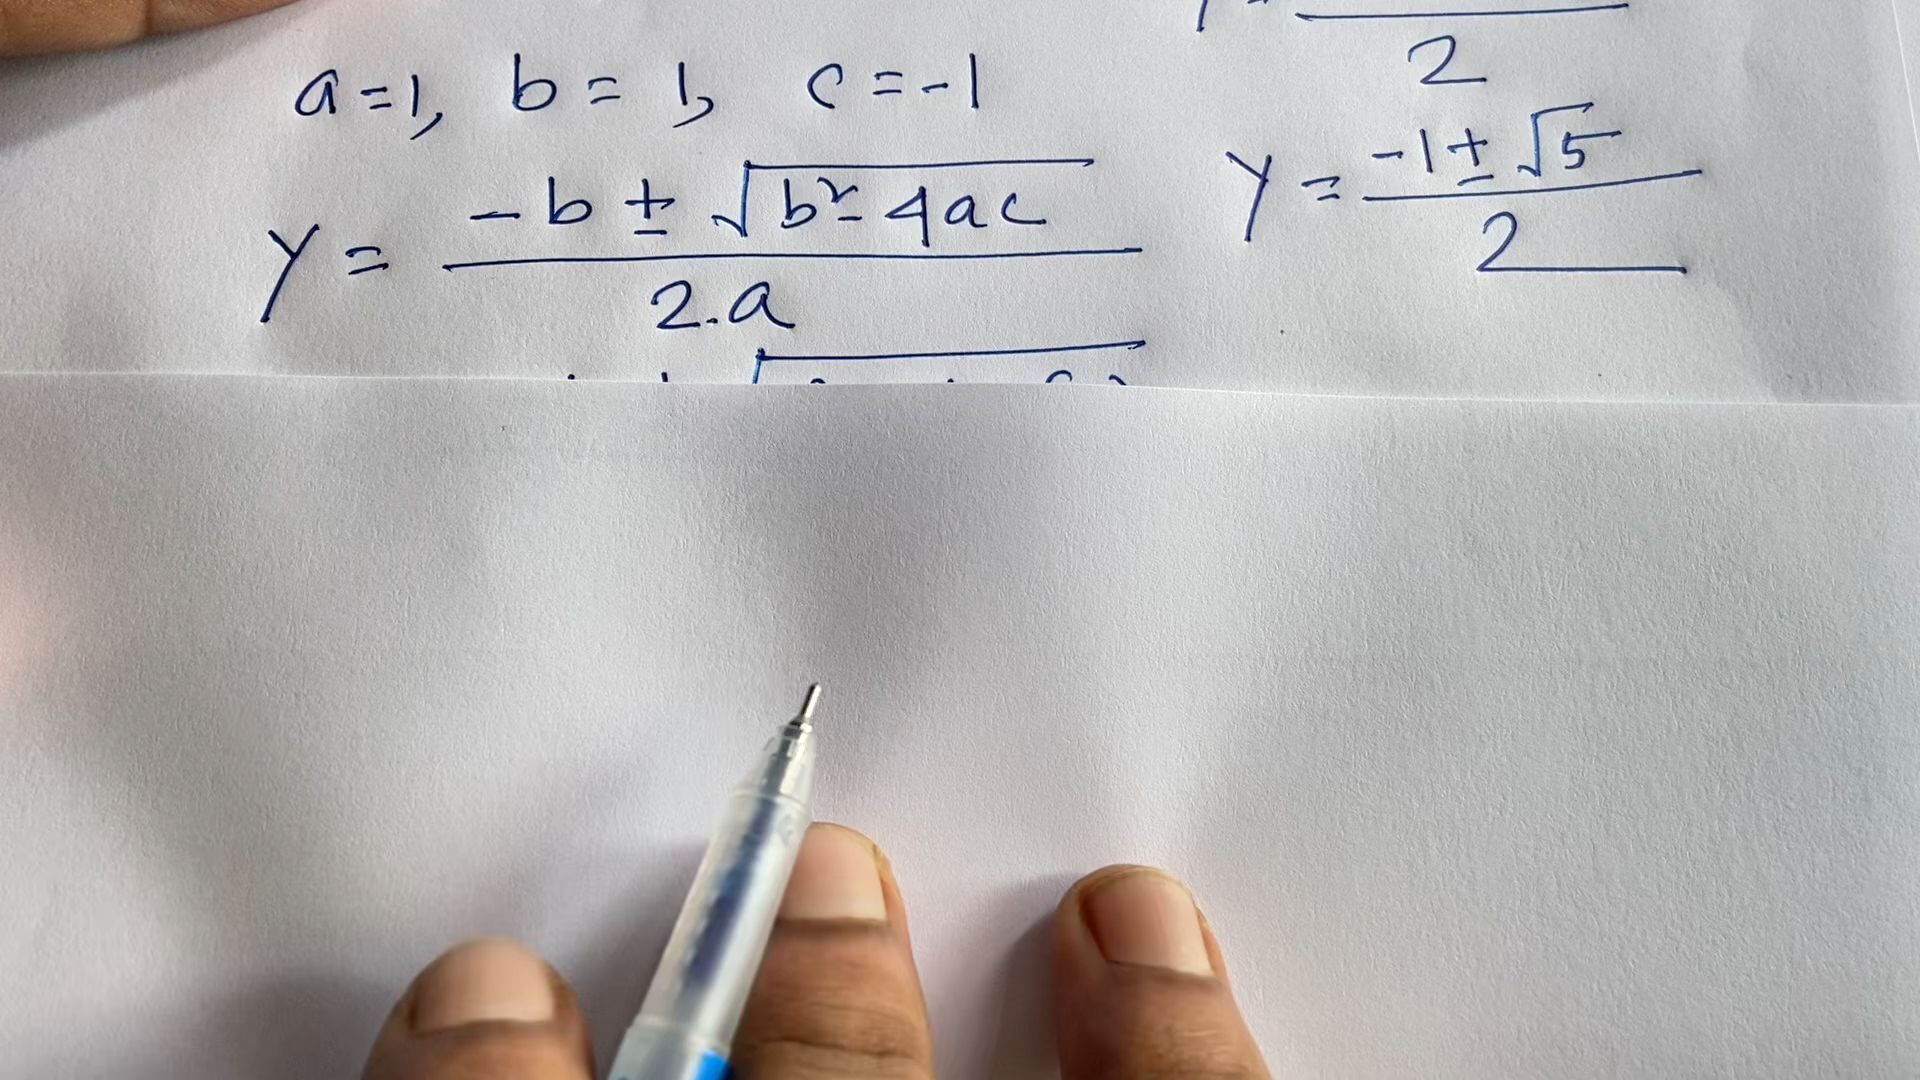 a = 1, b = 1, c = -1
y = (-b ± √(b² - 4ac)) / 2.a
2
y = (-1 ± √5) / 2